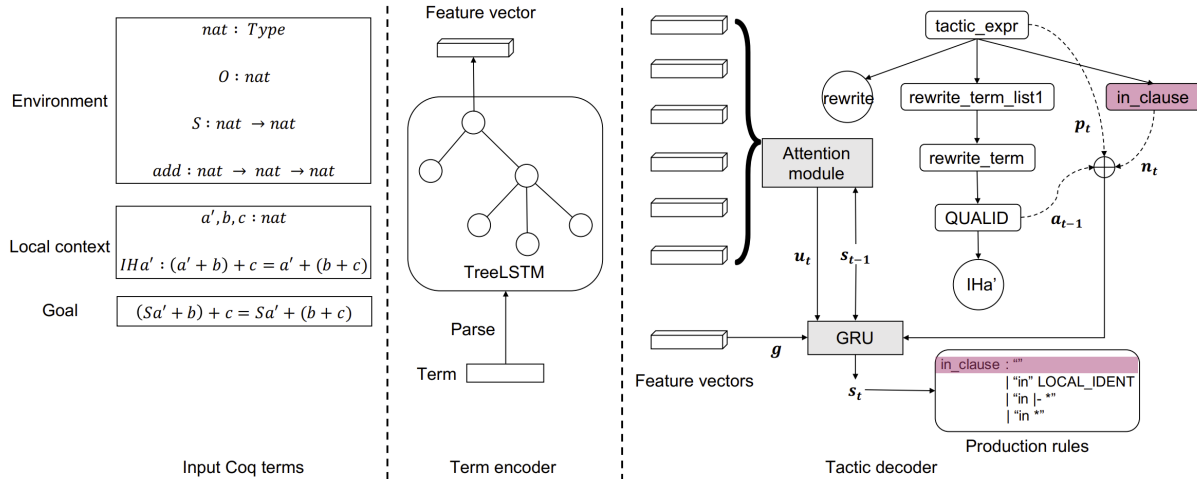 Environment
nat : Type
O : nat
S : nat → nat
add : nat → nat → nat
Local context
a', b, c : nat
IHa' : (a' + b) + c = a' + (b + c)
Goal
(Sa' + b) + c = Sa' + (b + c)
Input Coq terms
Feature vector
TreeLSTM
Parse
Term
Term encoder
tactic_expr
rewrite
rewrite_term_list1
in_clause
rewrite_term
QUALID
IHa'
p_t
n_t
a_{t-1}
Attention
module
u_t
s_{t-1}
GRU
g
s_t
Feature vectors
in_clause : “”
| “in” LOCAL_IDENT
| “in |- *”
| “in *”
Production rules
Tactic decoder